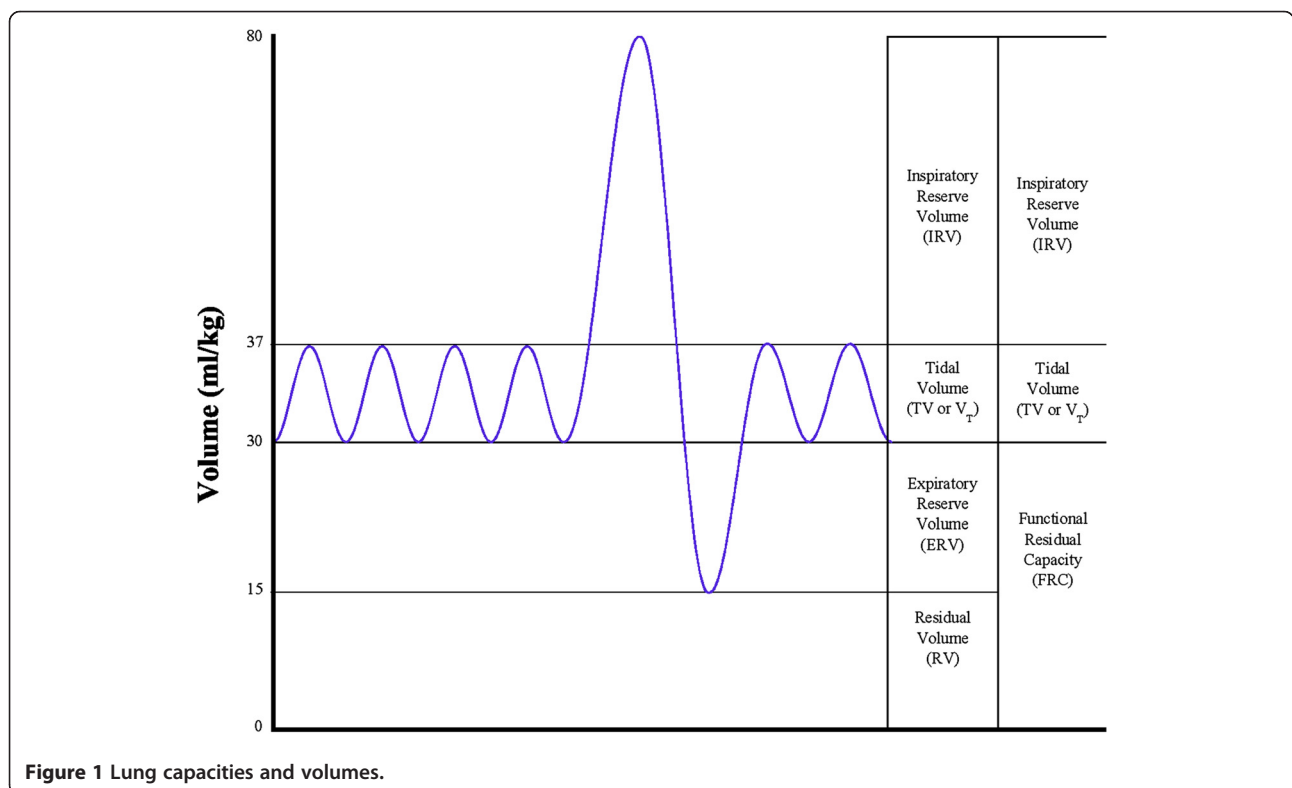 80
37
30
15
0
Volume (ml/kg)
Inspiratory
Reserve
Volume
(IRV)
Tidal
Volume
(TV or V_T)
Expiratory
Reserve
Volume
(ERV)
Residual
Volume
(RV)
Inspiratory
Reserve
Volume
(IRV)
Tidal
Volume
(TV or V_T)
Functional
Residual
Capacity
(FRC)
Figure 1 Lung capacities and volumes.